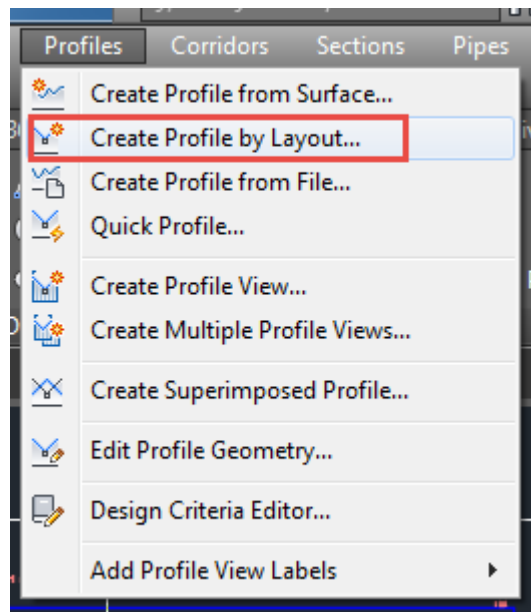 Profiles Corridors Sections Pipes
Create Profile from Surface...
Create Profile by Layout...
Create Profile from File...
Quick Profile...
Create Profile View...
Create Multiple Profile Views...
Create Superimposed Profile...
Edit Profile Geometry...
Design Criteria Editor...
Add Profile View Labels